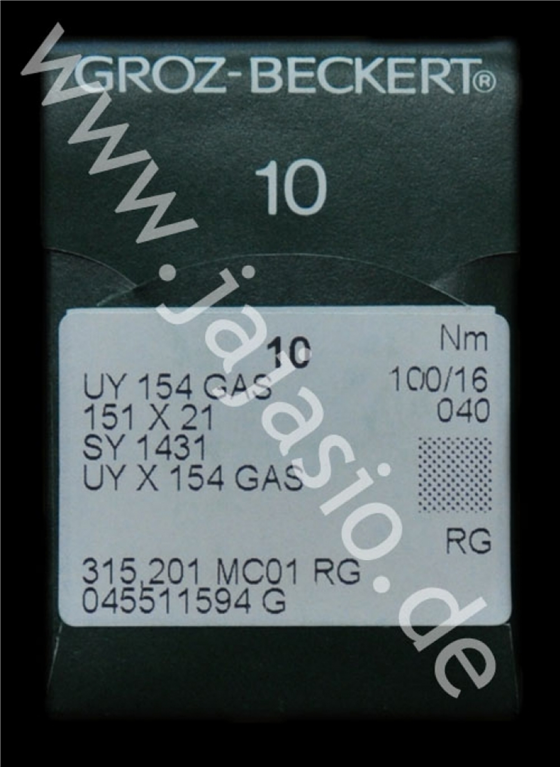 GROZ-BECKERT®
10
10
Nm
UY 154 GAS
100/16
151 X 21
040
SY 1431
UY X 154 GAS
RG
315,201 MC01 RG
045511594 G
www.jajasio.de